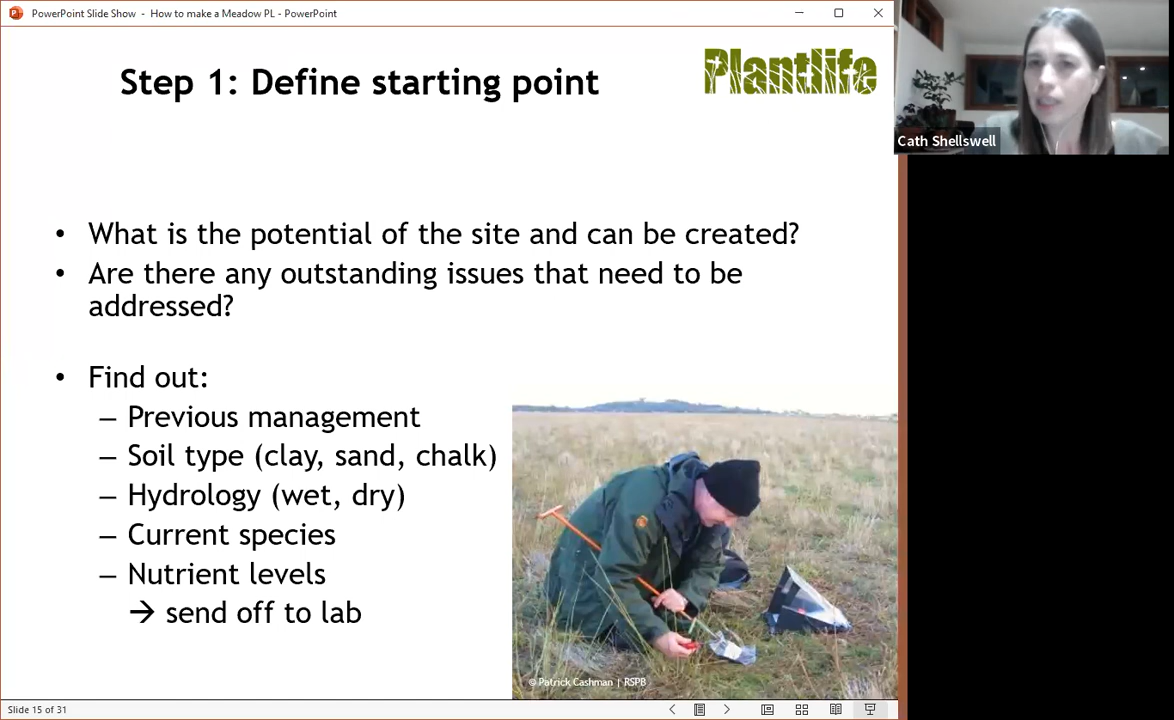 PowerPoint Slide Show - How to make a Meadow PL - PowerPoint
Step 1: Define starting point
Plantlife
Cath Shellswell
• What is the potential of the site and can be created?
• Are there any outstanding issues that need to be
addressed?
• Find out:
– Previous management
– Soil type (clay, sand, chalk)
– Hydrology (wet, dry)
– Current species
– Nutrient levels
→ send off to lab
© Patrick Cashman | RSPB
Slide 15 of 31